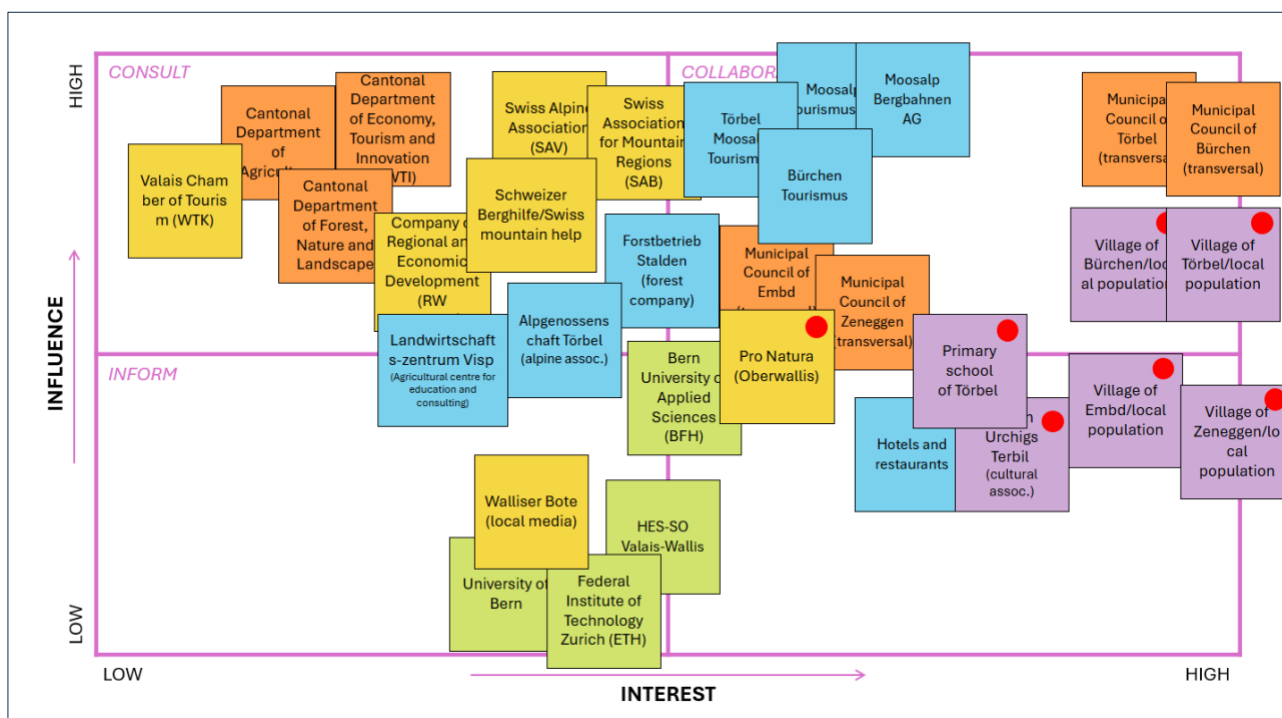 HIGH
INFLUENCE
LOW
CONSULT
Cantonal
Department
of
Cantonal
Department
of Economy,
Tourism and
Innovation
Valais Cham
ber of Touris
m (WTK)
Cantonal
Department
of Forest,
Nature and
Landscape
Swiss Alpine
Association
(SAV)
Swiss
Association
for Mountain
Regions
(SAB)
Schweizer
Berghilfe/Swiss
mountain help
Company
Regional
Economic
Development
(RW
Forstbetrieb
Stalden
(forest
company)
Landwirtschaft
s-zentrum Visp
(Agricultural centre for
education and
consulting)
Alpgenossens
chaft Törbel
(alpine assoc.)
COLLABOR
Törbel
Moosal
Tourism
Moosalp
ourismus
Moosalp
Bergbahnen
AG
Bürchen
Tourismus
Municipal
Council of
Törbel
(transversal
Municipal
Council of
Bürchen
(transversal)
Municipal
Council of
Embd
Municipal
Council of
Zeneggen
(transversal)
Village of
Bürchen/loc
al population
Village of
Törbel/local
population
INFORM
Bern
University of
Applied
Sciences
(BFH)
Pro Natura
(Oberwallis)
Primary
school
of Törbel
Hotels and
restaurants
Urchigs
Terbil
(cultural
assoc.)
Village of
Embd/local
population
Village of
Zeneggen/lo
cal
population
Walliser Bote
(local media)
HES-SO
Valais-Wallis
University of
Bern
Federal
Institute of
Technology
Zurich (ETH)
LOW
INTEREST
HIGH